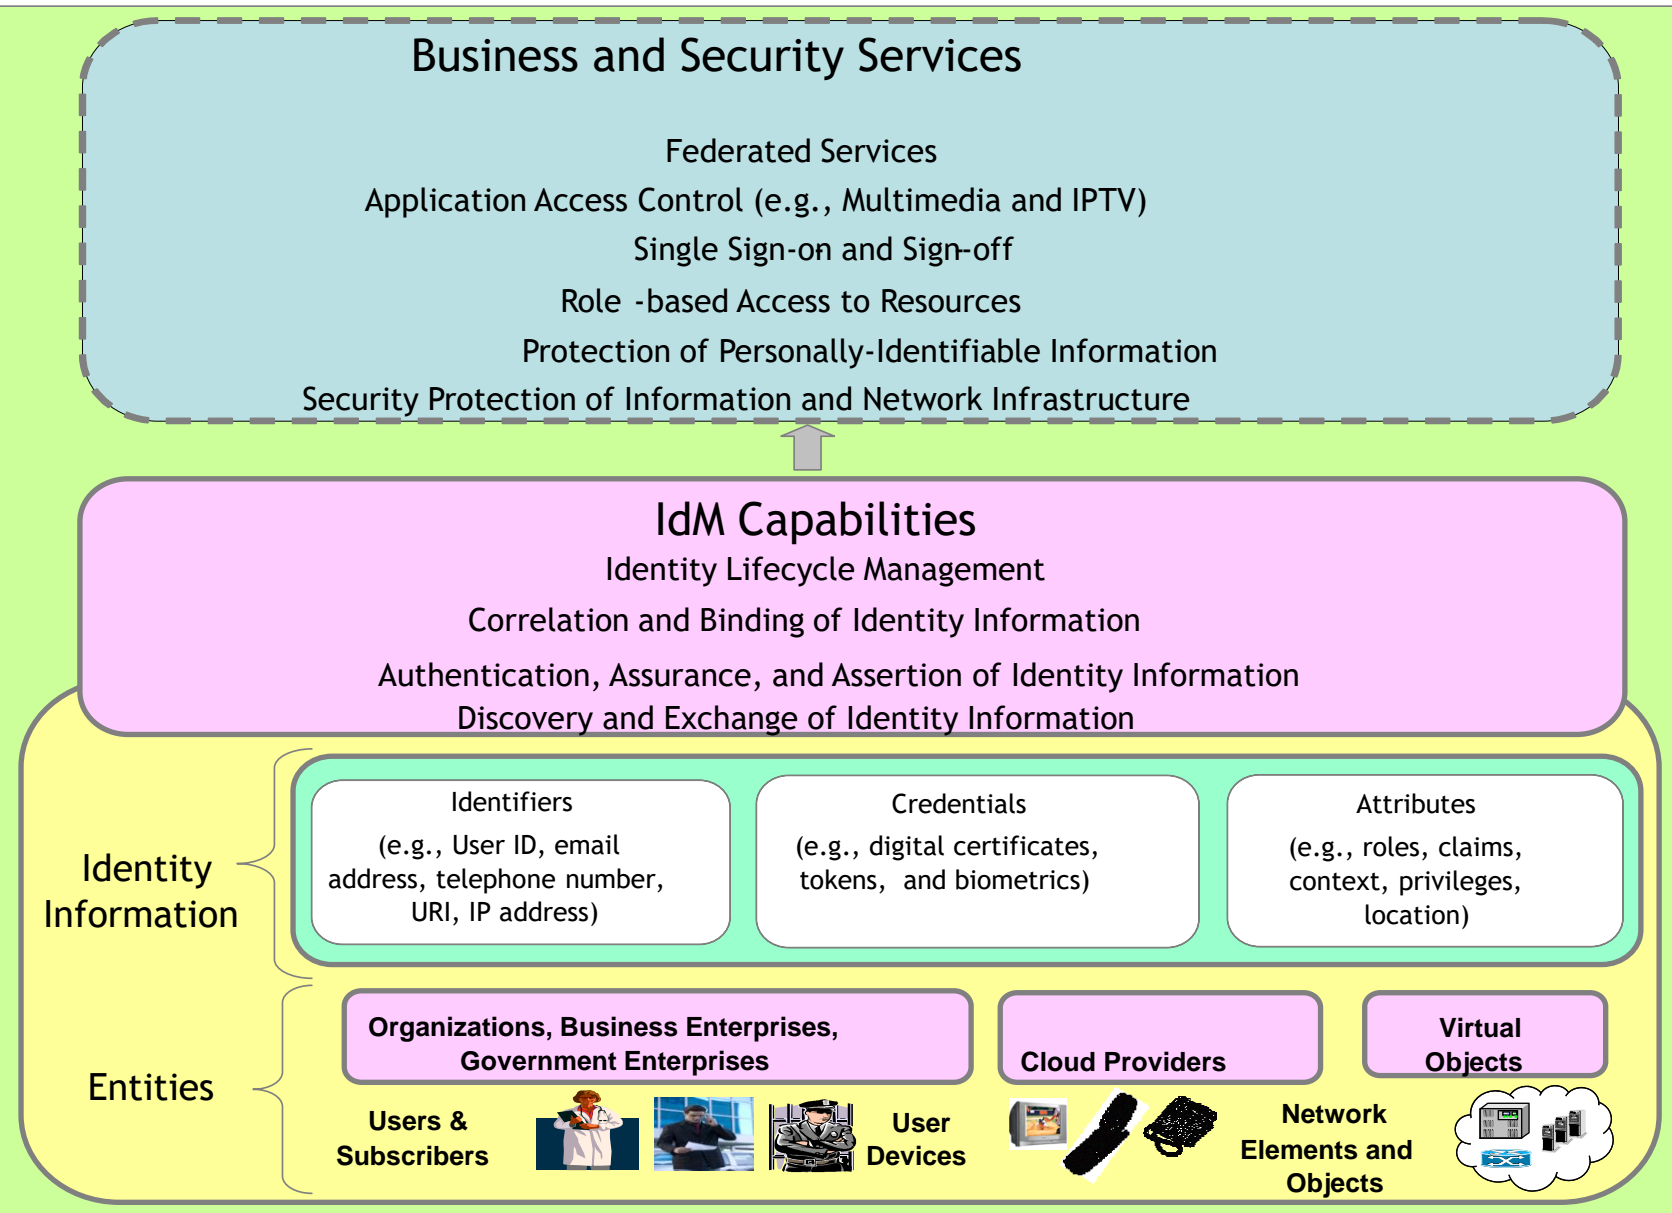 Business and Security Services
Federated Services
Application Access Control (e.g., Multimedia and IPTV)
Single Sign-on and Sign-off
Role -based Access to Resources
Protection of Personally-Identifiable Information
Security Protection of Information and Network Infrastructure
IdM Capabilities
Identity Lifecycle Management
Correlation and Binding of Identity Information
Authentication, Assurance, and Assertion of Identity Information
Discovery and Exchange of Identity Information
Identity
Information
Identifiers
(e.g., User ID, email
address, telephone number,
URI, IP address)
Credentials
(e.g., digital certificates,
tokens, and biometrics)
Attributes
(e.g., roles, claims,
context, privileges,
location)
Entities
Organizations, Business Enterprises,
Government Enterprises
Cloud Providers
Virtual
Objects
Users &
Subscribers
User
Devices
Network
Elements and
Objects